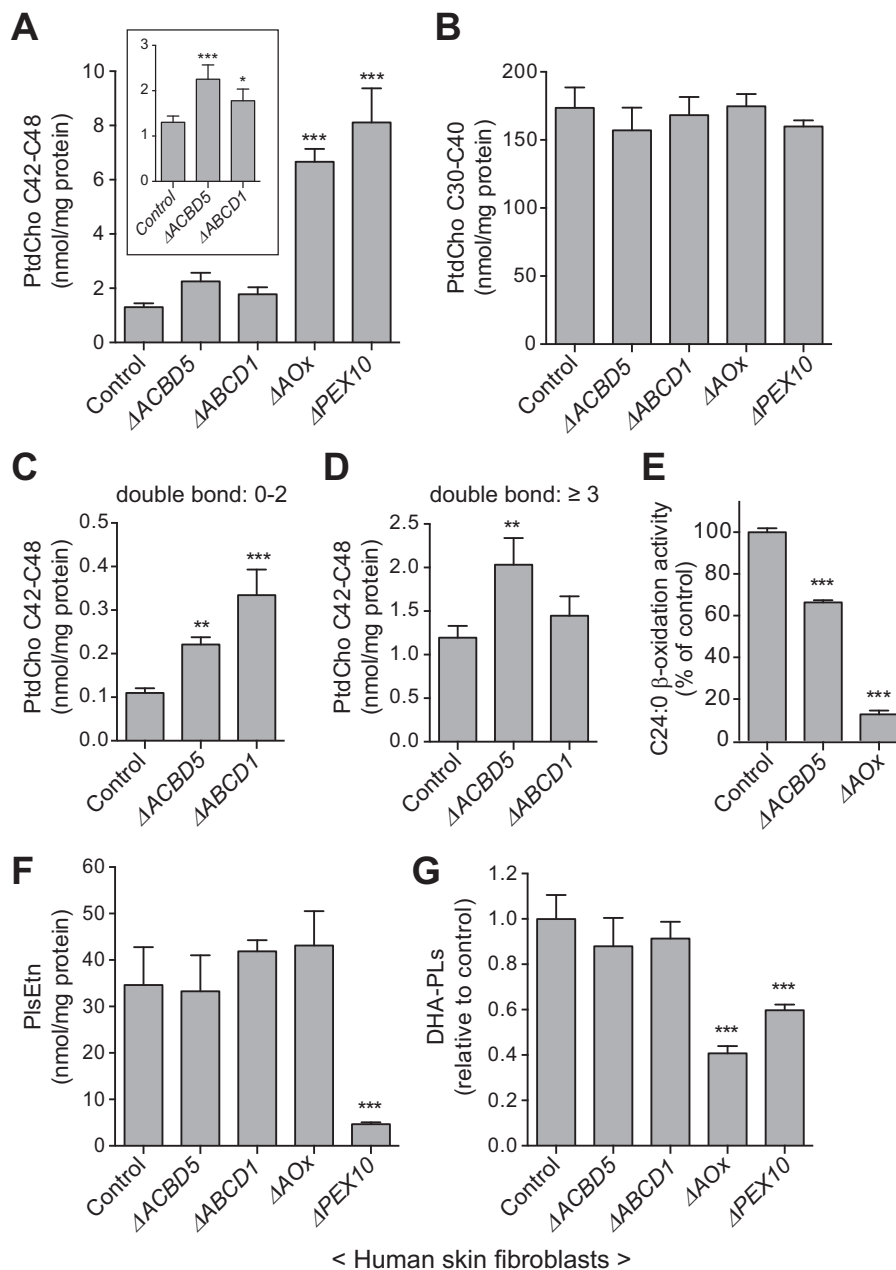 A
PtdCho C42-C48
(nmol/mg protein)
10
8
6
4
2
0
3
2
1
0
***
*
Control
ΔACBD5
ΔABCD1
***
***
Control
ΔACBD5
ΔABCD1
ΔAOx
ΔPEX10
B
PtdCho C30-C40
(nmol/mg protein)
200
150
100
50
0
Control
ΔACBD5
ΔABCD1
ΔAOx
ΔPEX10
C
double bond: 0-2
PtdCho C42-C48
(nmol/mg protein)
0.5
0.3
0.2
0.1
0.0
**
***
Control
ΔACBD5
ΔABCD1
D
double bond: ≥ 3
PtdCho C42-C48
(nmol/mg protein)
2.5
2.0
1.5
1.0
0.5
0.0
**
Control
ΔACBD5
ΔABCD1
E
C24:0 β-oxidation activity
(% of control)
100
80
60
40
20
0
***
***
Control
ΔACBD5
ΔAOx
F
PlsEtn
(nmol/mg protein)
60
50
40
30
20
10
0
***
Control
ΔACBD5
ΔABCD1
ΔAOx
ΔPEX10
G
DHA-PLs
(relative to control)
1.2
1.0
0.8
0.6
0.4
0.2
0.0
***
***
Control
ΔACBD5
ΔABCD1
ΔAOx
ΔPEX10
< Human skin fibroblasts >